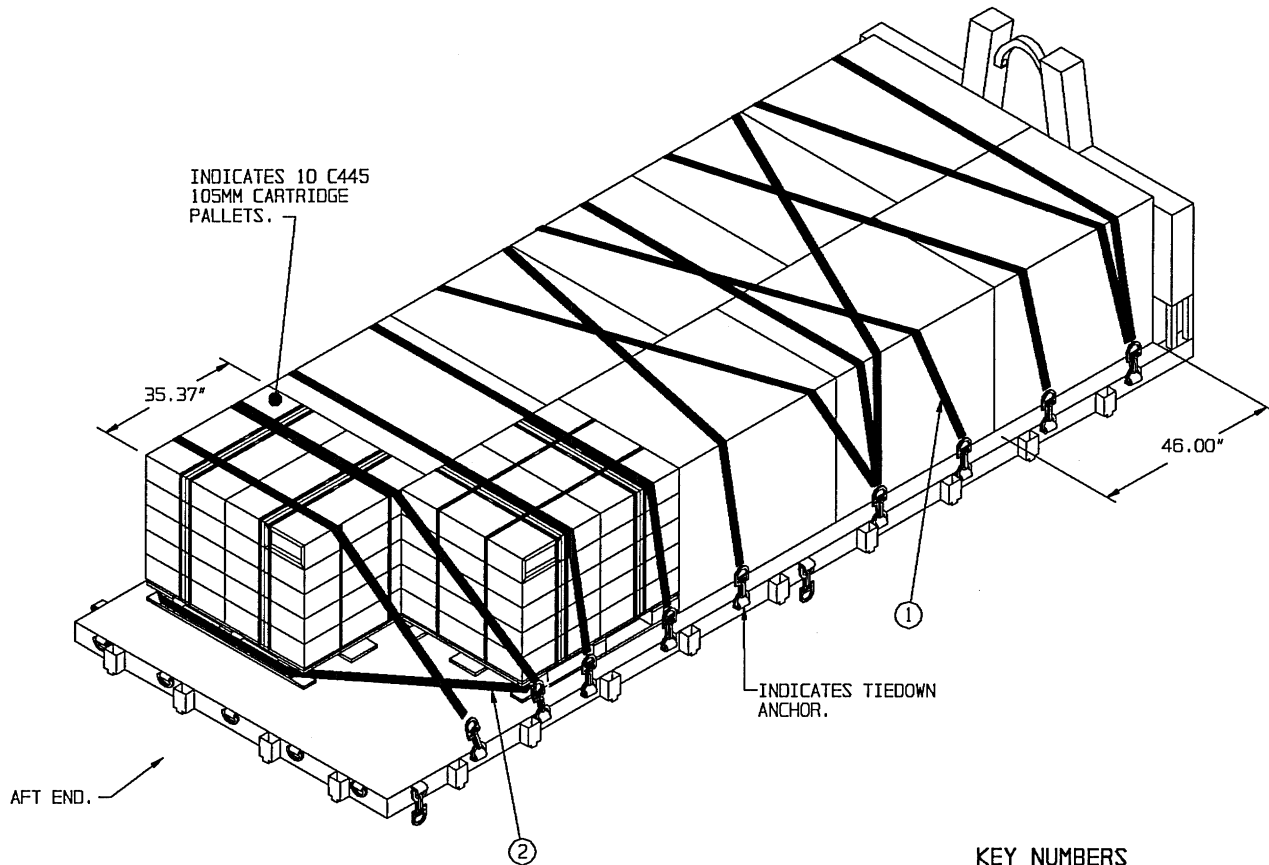 INDICATES 10 C445
105MM CARTRIDGE
PALLETS.
35.37"
46.00"
1
INDICATES TIEDOWN
ANCHOR.
AFT END.
2
KEY NUMBERS